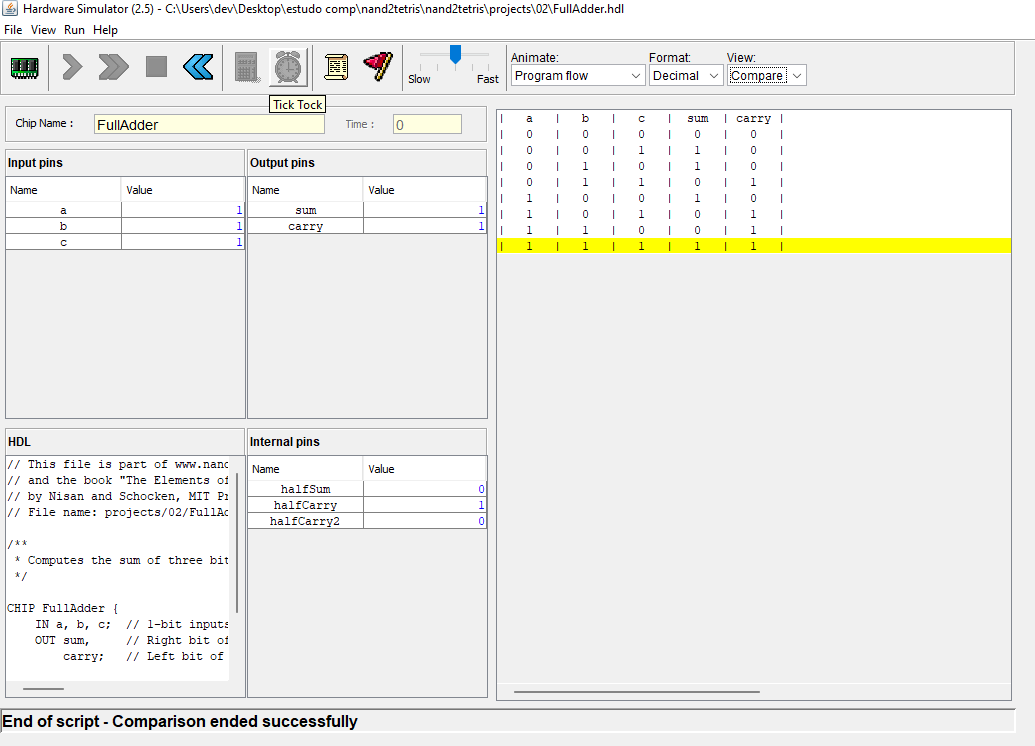 Hardware Simulator (2.5) - C:\Users\dev\Desktop\estudo comp\nand2tetris\nand2tetris\projects\02\FullAdder.hdl
File View Run Help
Slow Fast
Animate: Format: View:
Program flow Decimal Compare
Tick Tock
Chip Name : FullAdder Time : 0
Input pins
Name Value
a 1
b 1
c 1
Output pins
Name Value
sum 1
carry 1
HDL
// This file is part of www.nand
// and the book "The Elements of
// by Nisan and Schocken, MIT Pr
// File name: projects/02/FullAd
/**
* Computes the sum of three bit
*/
CHIP FullAdder {
IN a, b, c; // 1-bit inputs
OUT sum, // Right bit of
carry; // Left bit of
Internal pins
Name Value
halfSum 0
halfCarry 1
halfCarry2 0
| a | b | c | sum | carry |
| 0 | 0 | 0 | 0 | 0 |
| 0 | 0 | 1 | 1 | 0 |
| 0 | 1 | 0 | 1 | 0 |
| 0 | 1 | 1 | 0 | 1 |
| 1 | 0 | 0 | 1 | 0 |
| 1 | 0 | 1 | 0 | 1 |
| 1 | 1 | 0 | 0 | 1 |
| 1 | 1 | 1 | 1 | 1 |
End of script - Comparison ended successfully